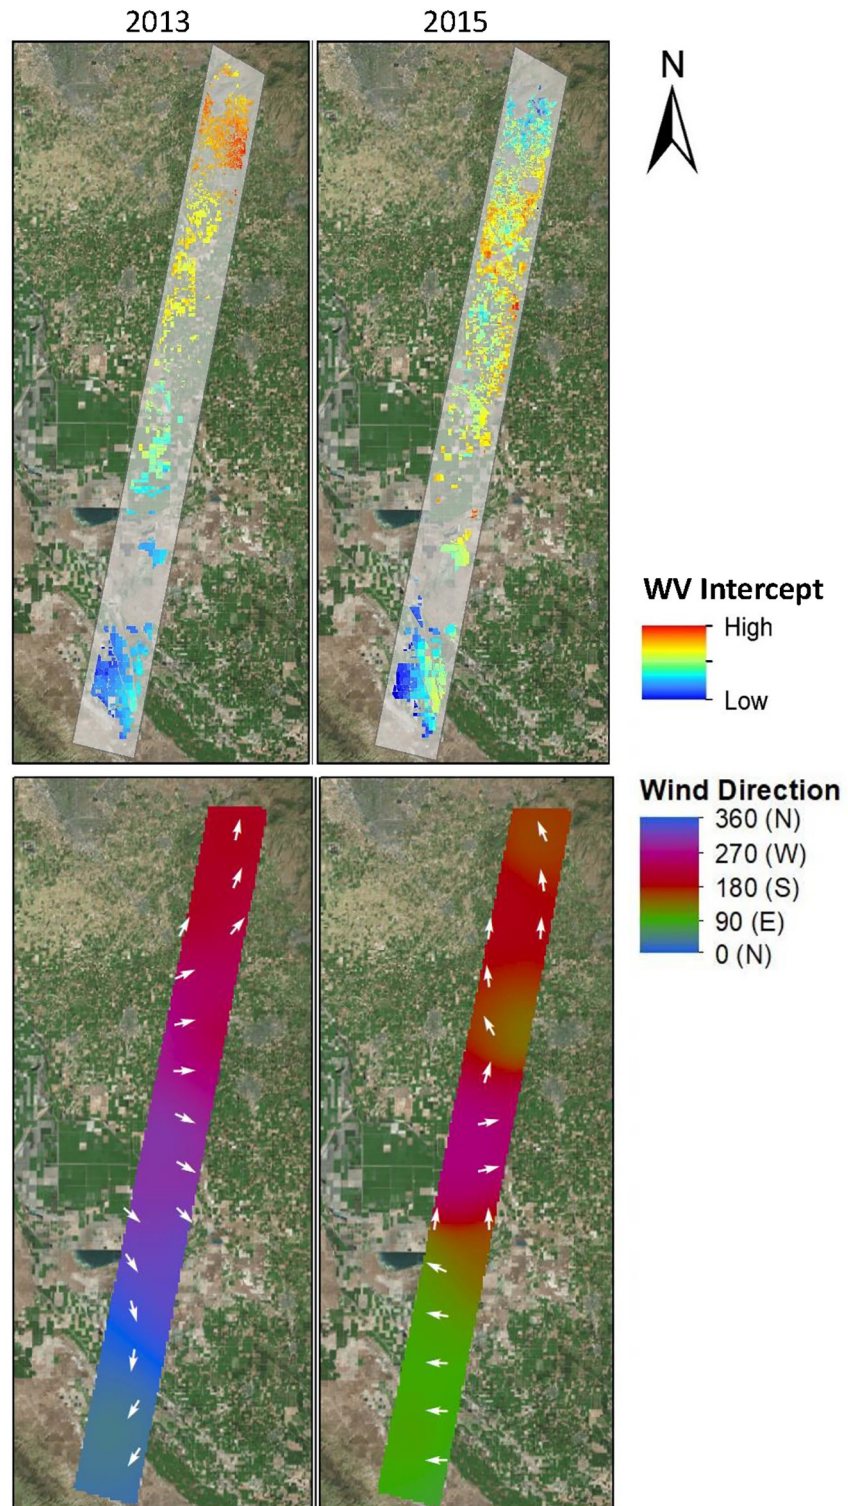 2013
2015
N
WV Intercept
High
Low
Wind Direction
360 (N)
270 (W)
180 (S)
90 (E)
0 (N)